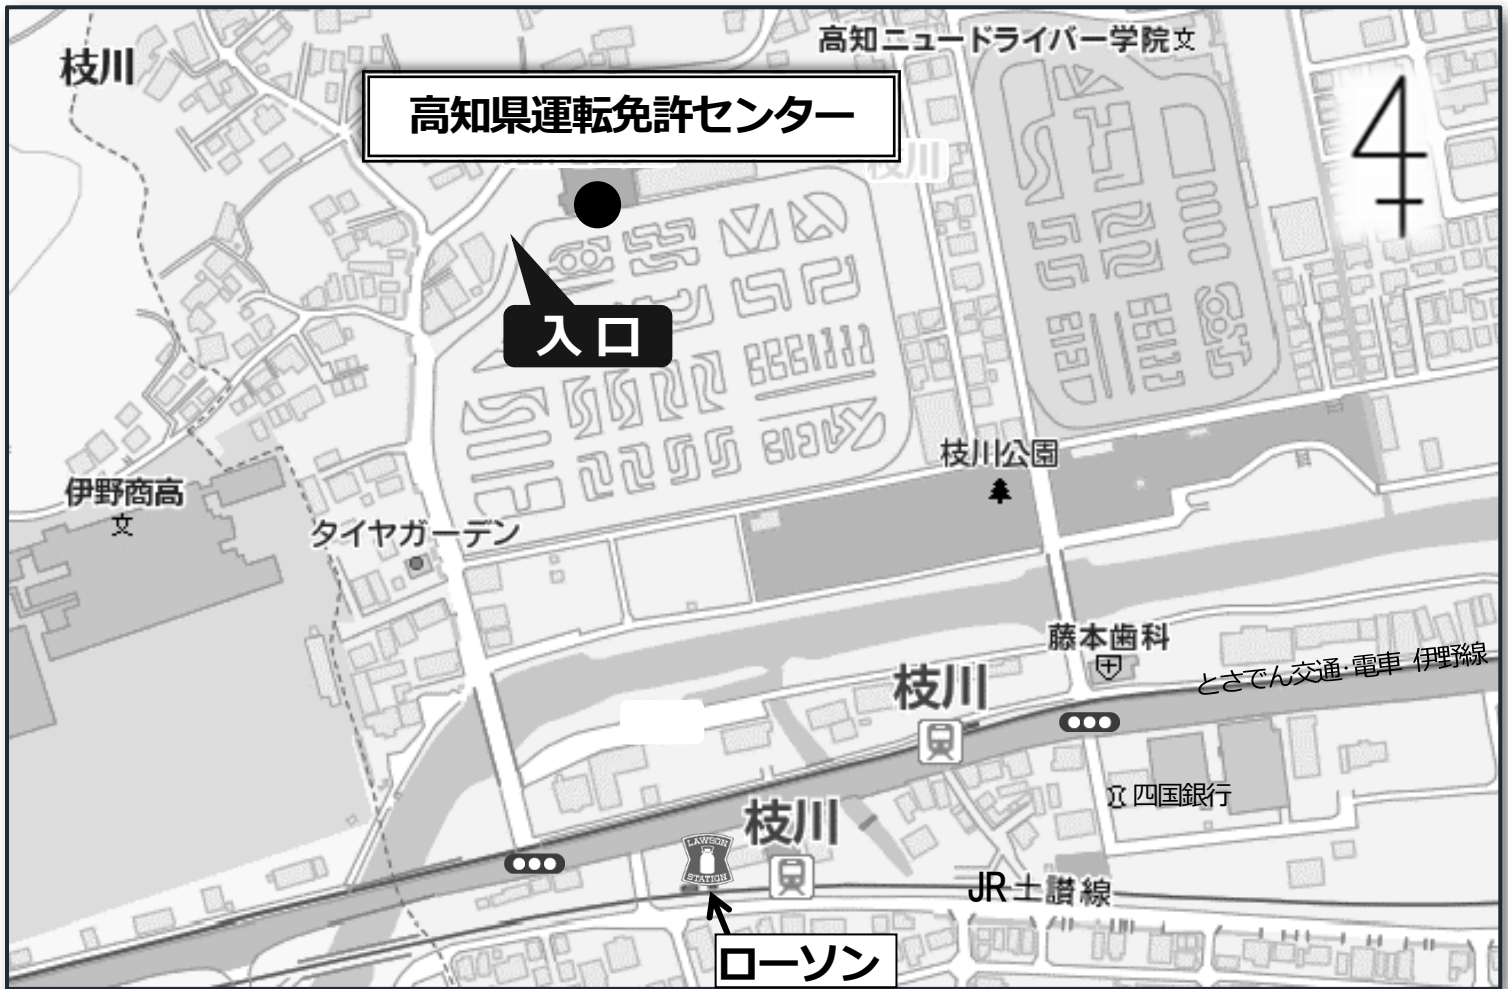 高知ニュードライバー学院
枝川
高知県運転免許センター
枝川
入口
枝川公園
伊野商高
タイヤガーデン
藤本歯科
とさでん交通・電車 伊野線
枝川
四国銀行
枝川
LAWSON
STATION
JR土讃線
ローソン